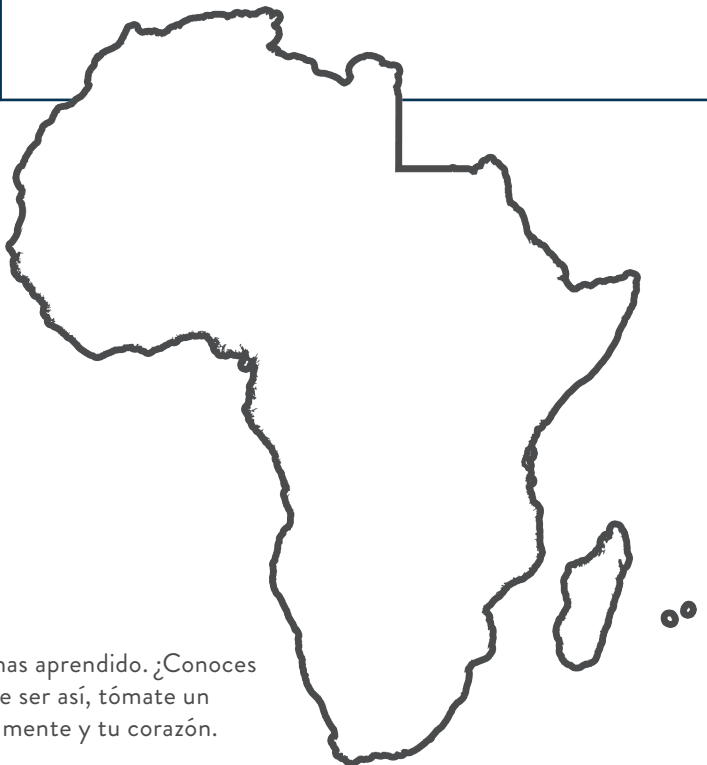 has aprendido. ¿Conoces
e ser así, tómate un
mente y tu corazón.